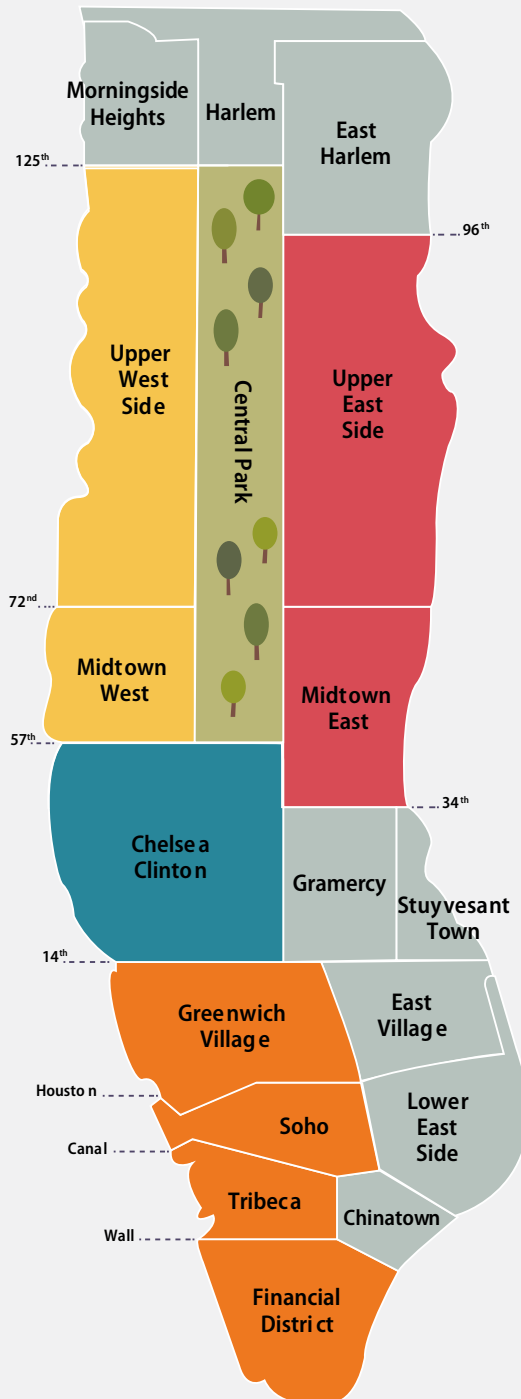 Morningside
Heights
Harlem
East
Harlem
125th
96th
Upper
West
Side
Central Park
Upper
East
Side
72nd
Midtown
West
Midtown
East
57th
34th
Chelsea
Clinton
Gramercy
Stuyvesant
Town
14th
Greenwich
Village
East
Village
Houston
Soho
Lower
East
Side
Canal
Tribeca
Chinatown
Wall
Financial
District